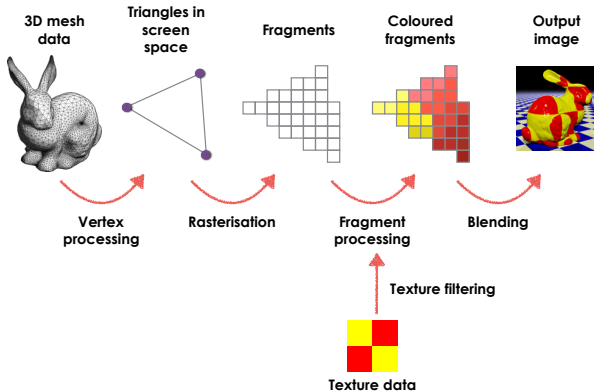 3D mesh
data
Triangles in
screen
space
Fragments
Coloured
fragments
Output
image
Vertex
processing
Rasterisation
Fragment
processing
Blending
Texture filtering
Texture data